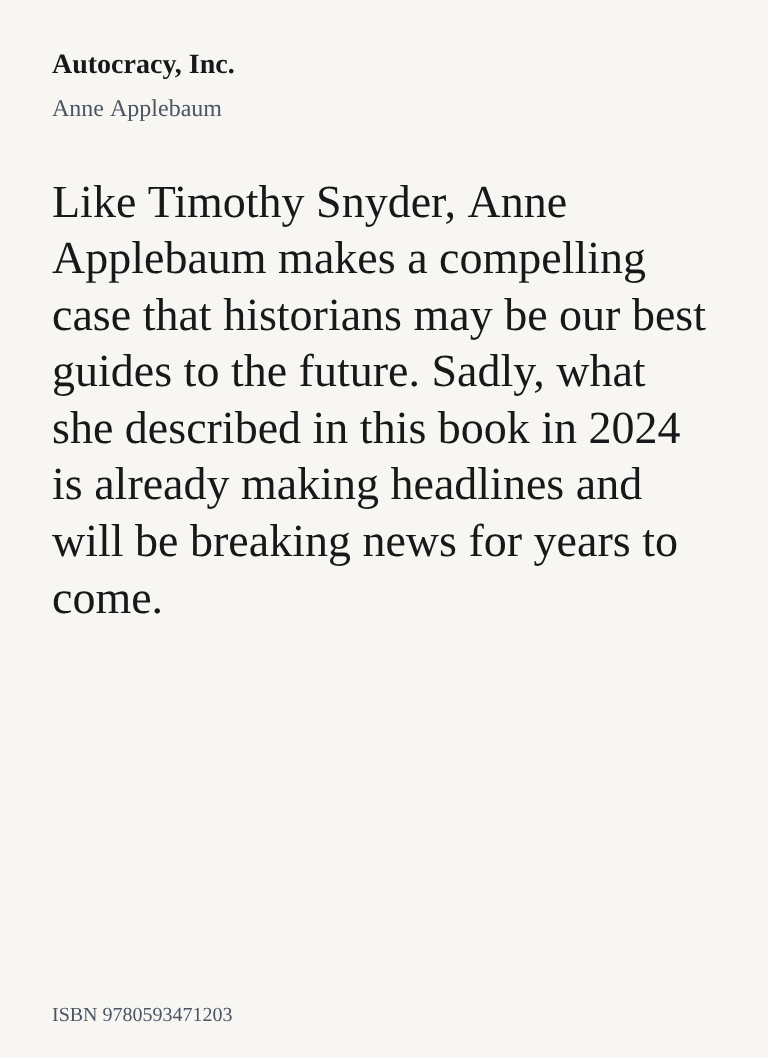 Autocracy, Inc.
Anne Applebaum
Like Timothy Snyder, Anne
Applebaum makes a compelling
case that historians may be our best
guides to the future. Sadly, what
she described in this book in 2024
is already making headlines and
will be breaking news for years to
come.
ISBN 9780593471203